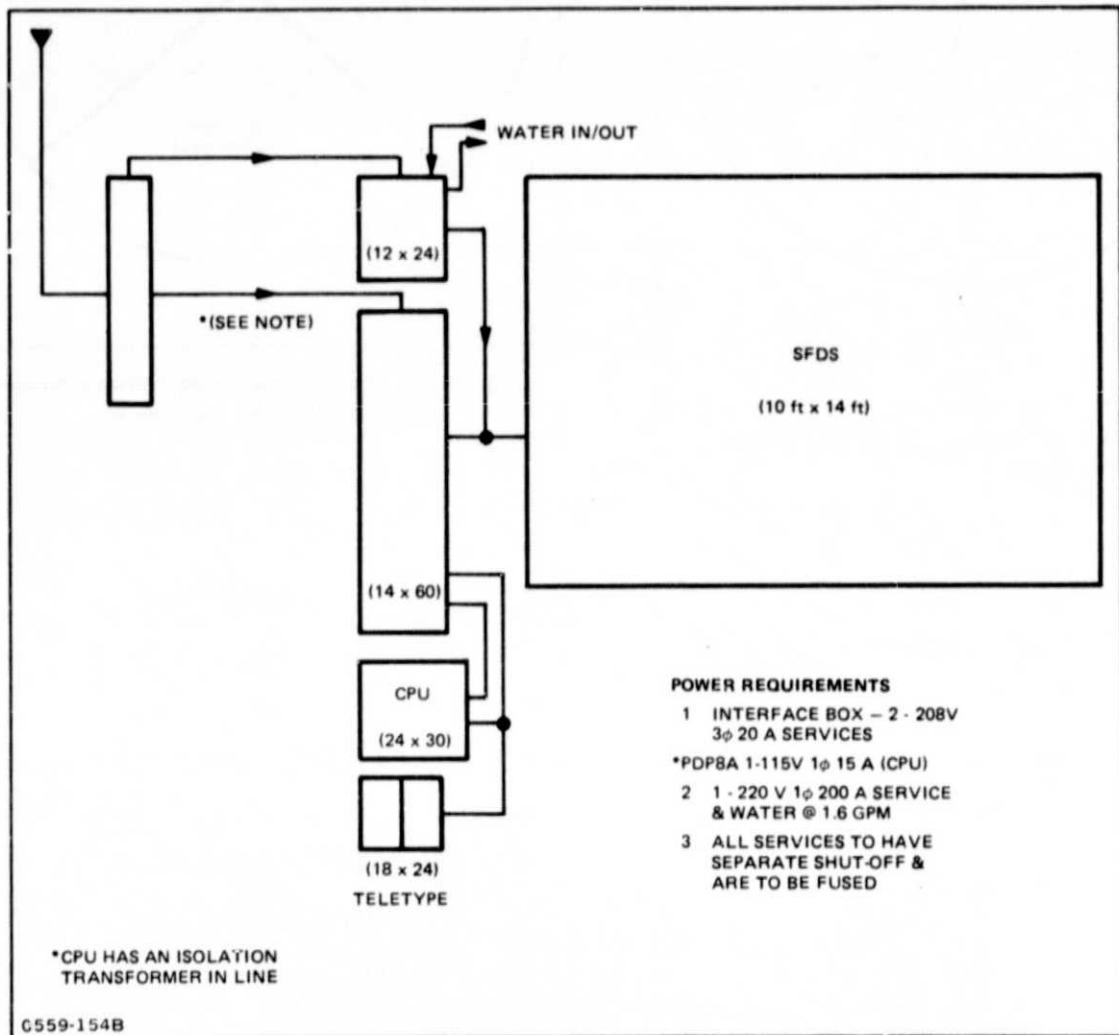 WATER IN/OUT
(12 x 24)
*(SEE NOTE)
SFDS
(10 ft x 14 ft)
(14 x 60)
CPU
(24 x 30)
(18 x 24)
TELETYPE
POWER REQUIREMENTS
1 INTERFACE BOX – 2 - 208V
3φ 20 A SERVICES
*PDP8A 1-115V 1φ 15 A (CPU)
2 1 - 220 V 1φ 200 A SERVICE
& WATER @ 1.6 GPM
3 ALL SERVICES TO HAVE
SEPARATE SHUT-OFF &
ARE TO BE FUSED
*CPU HAS AN ISOLATION
TRANSFORMER IN LINE
G559-154B